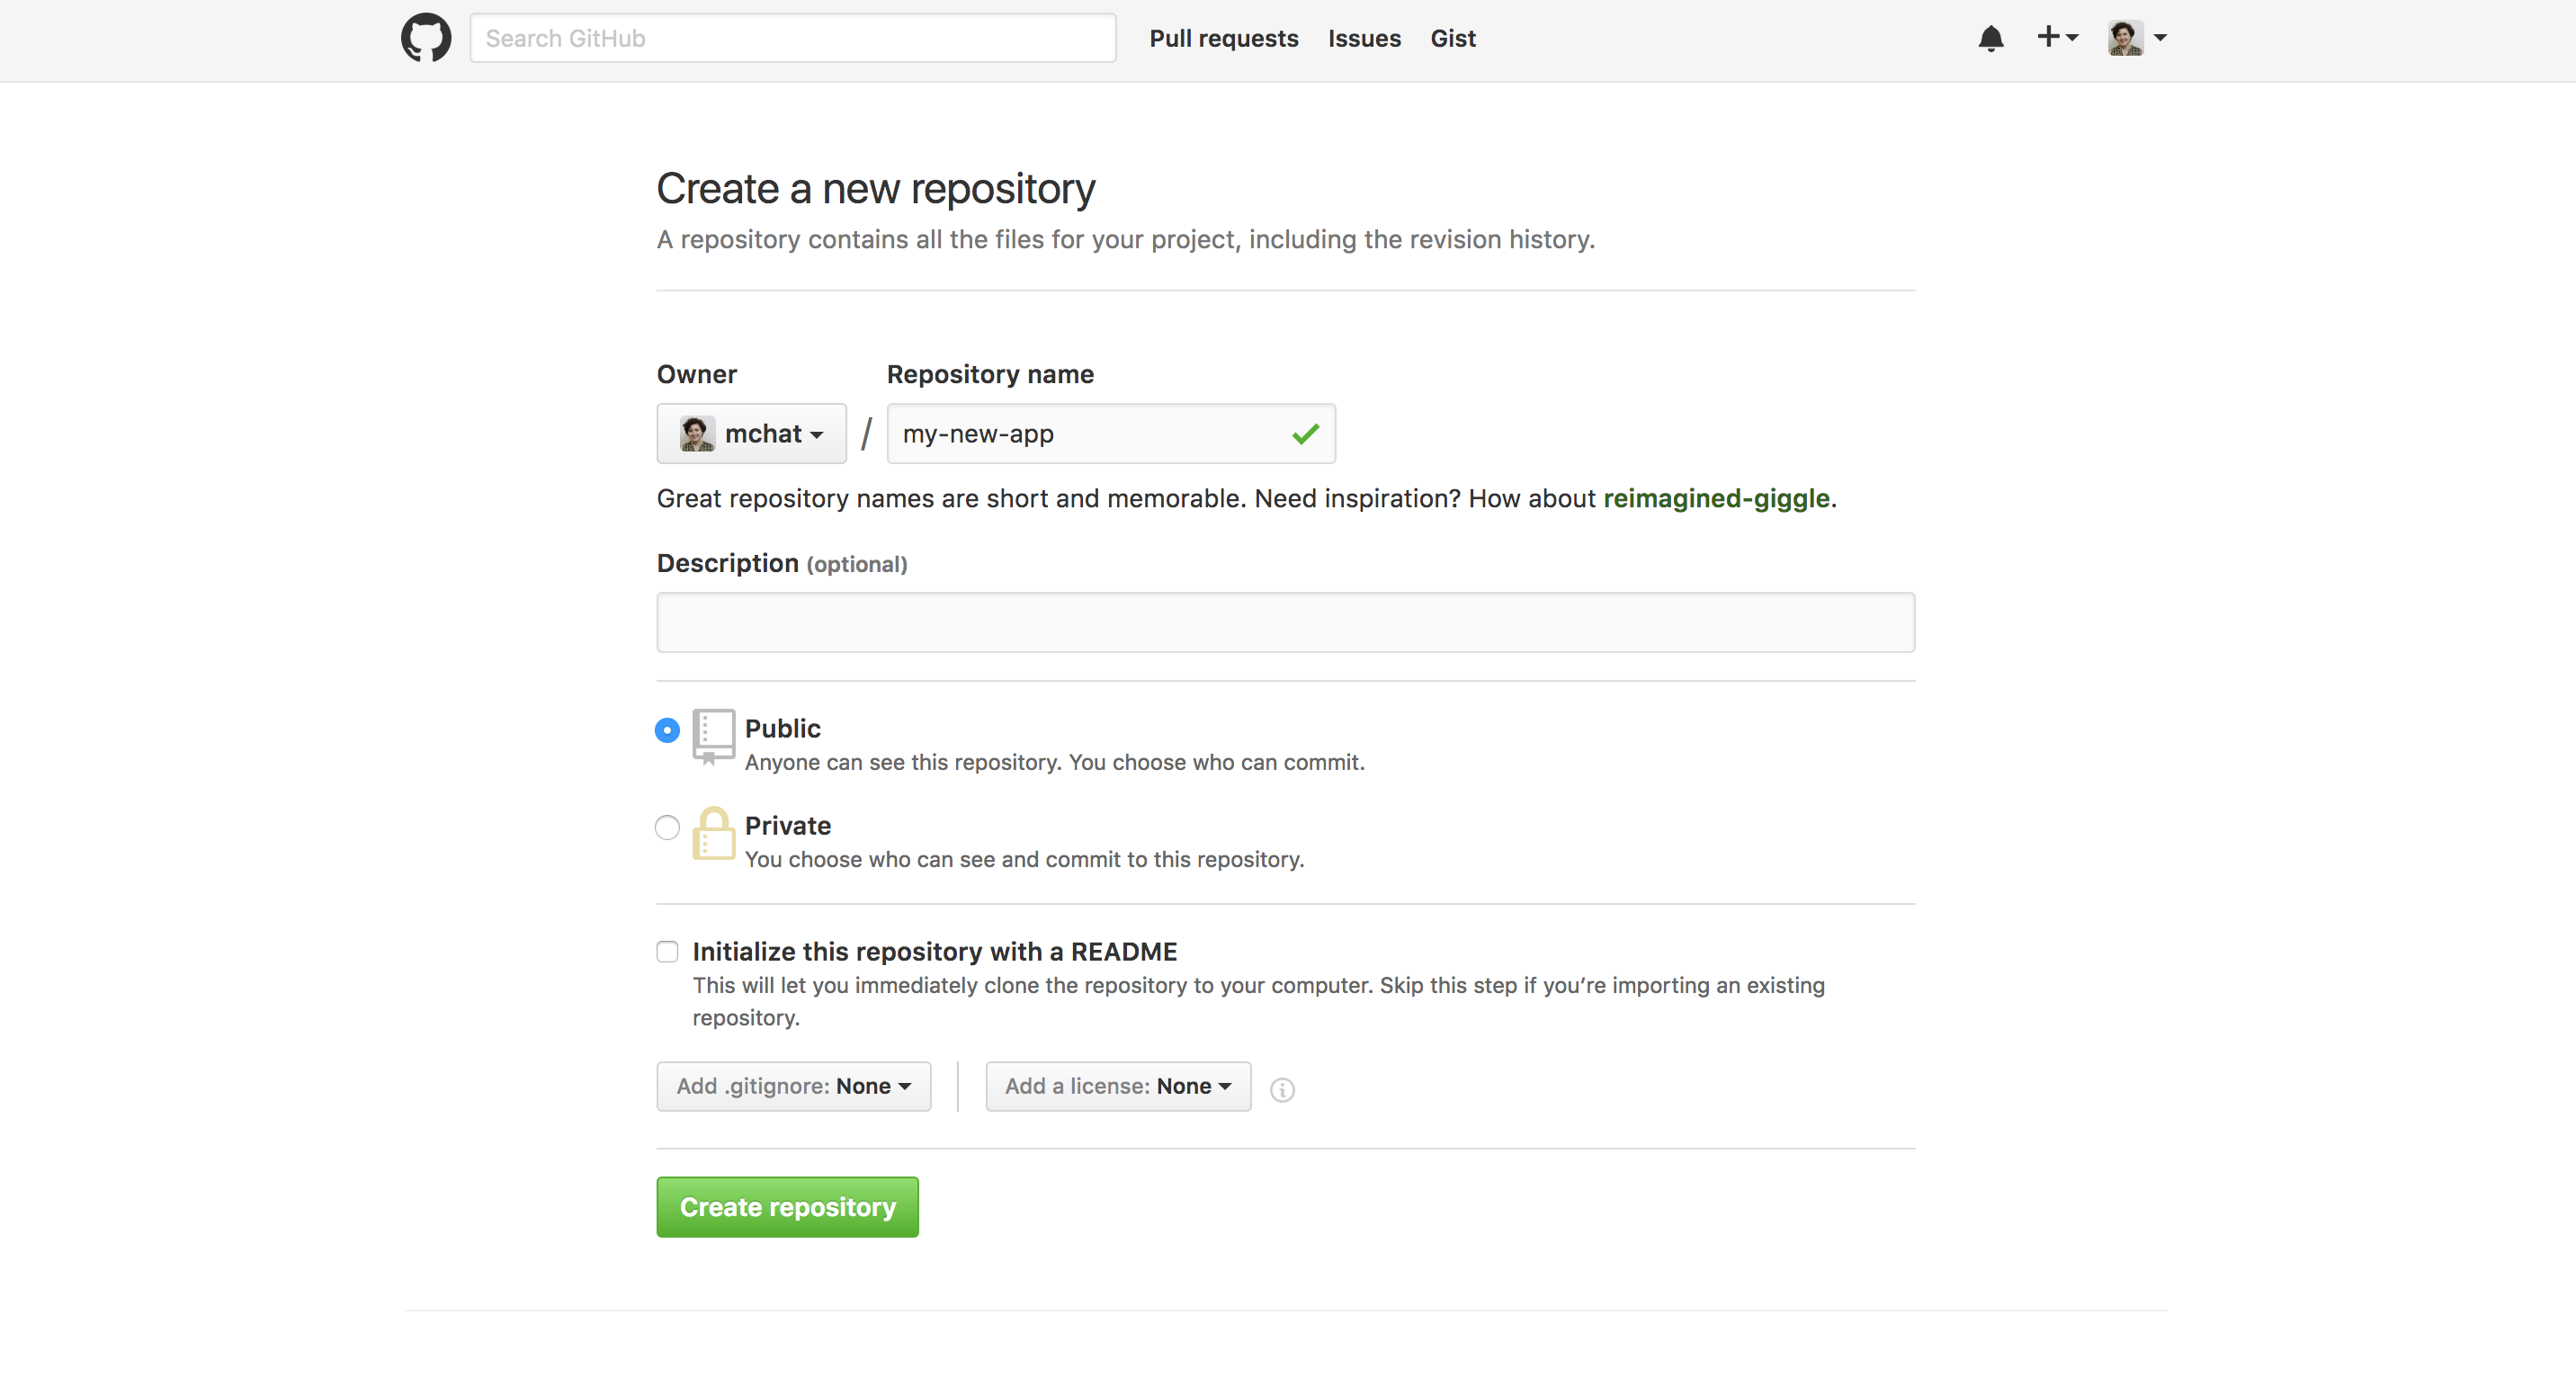 Search GitHub Pull requests Issues Gist
Create a new repository
A repository contains all the files for your project, including the revision history.
Owner Repository name
mchat / my-new-app
Great repository names are short and memorable. Need inspiration? How about reimagined-giggle.
Description (optional)
Public
Anyone can see this repository. You choose who can commit.
Private
You choose who can see and commit to this repository.
Initialize this repository with a README
This will let you immediately clone the repository to your computer. Skip this step if you’re importing an existing
repository.
Add .gitignore: None Add a license: None
Create repository